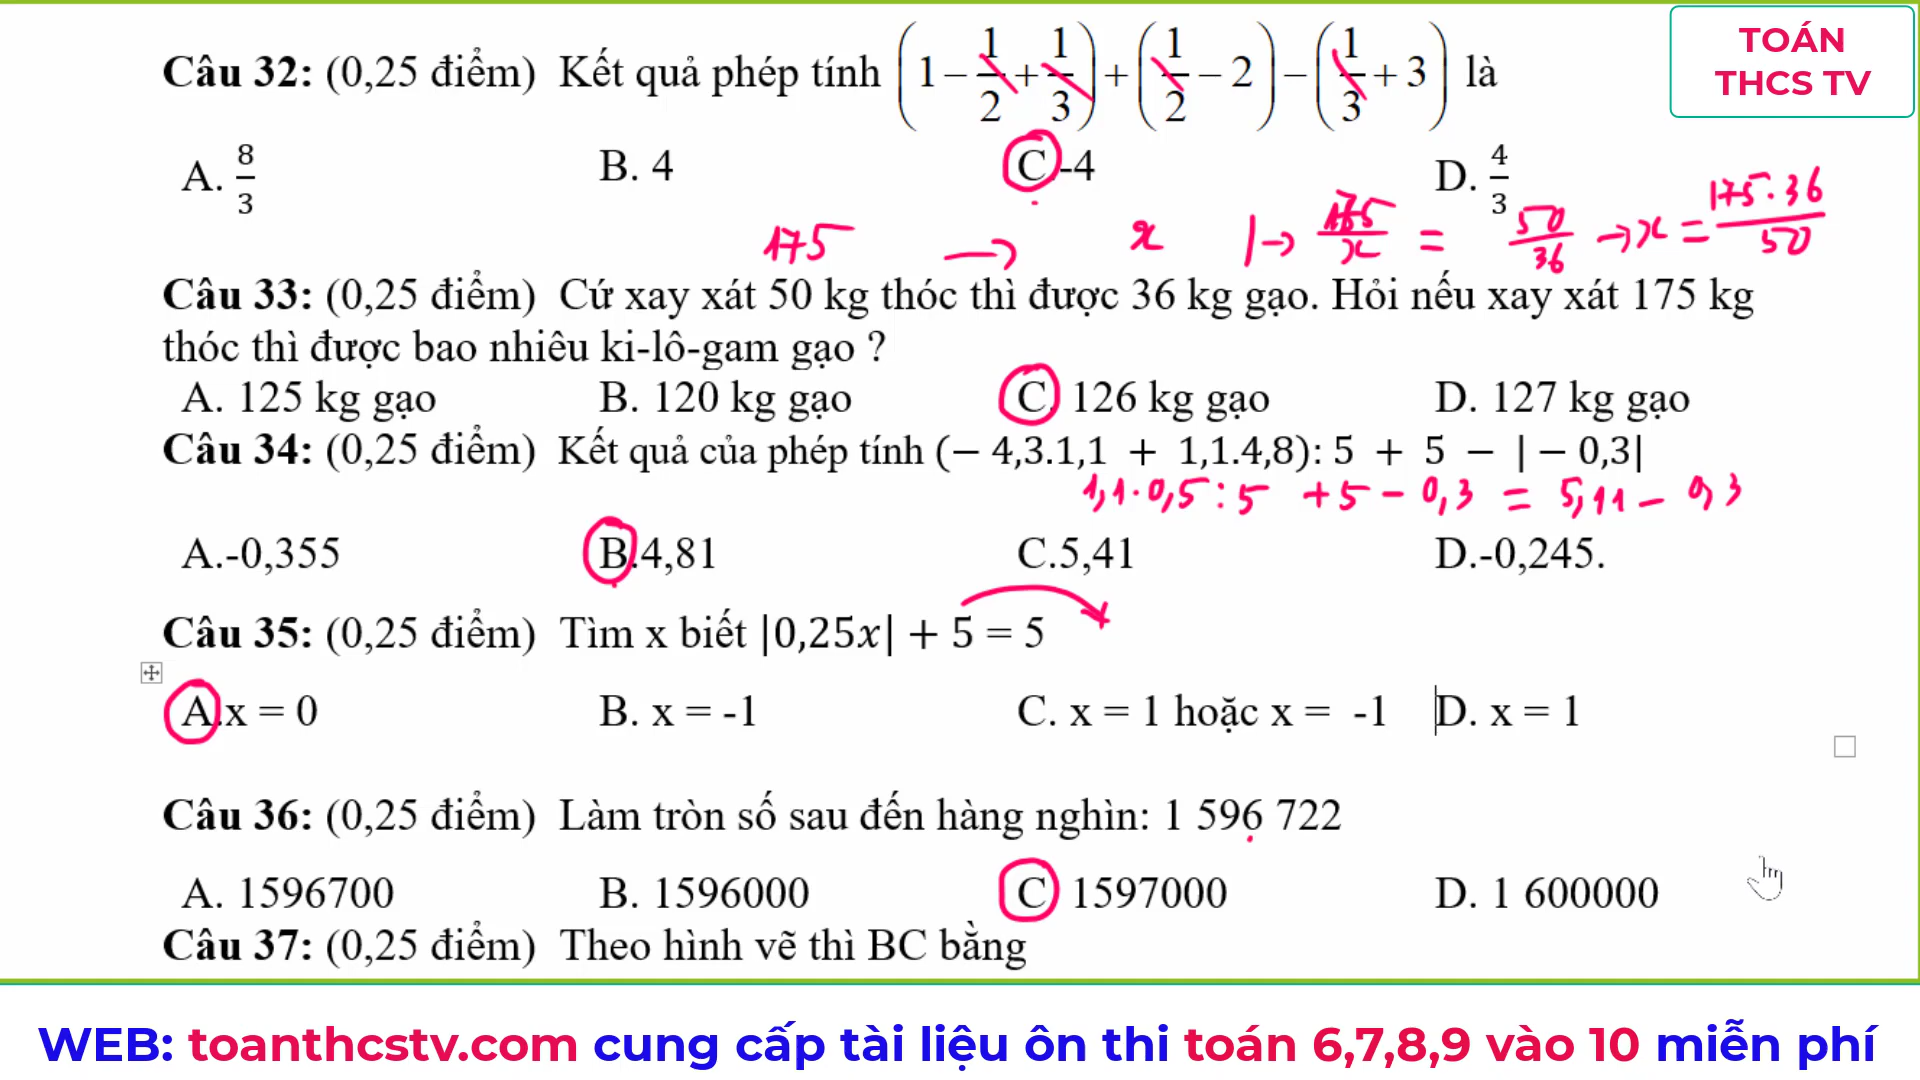 TOÁN
THCS TV
Câu 32: (0,25 điểm) Kết quả phép tính (1 − 1/2 + 1/3) + (1/2 − 2) − (1/3 + 3) là
A. 8/3 B. 4 C -4 D. 4/3
175 → x |→ 175/x = 50/36 → x = 175.36/50
Câu 33: (0,25 điểm) Cứ xay xát 50 kg thóc thì được 36 kg gạo. Hỏi nếu xay xát 175 kg
thóc thì được bao nhiêu ki-lô-gam gạo ?
A. 125 kg gạo B. 120 kg gạo C. 126 kg gạo D. 127 kg gạo
Câu 34: (0,25 điểm) Kết quả của phép tính (− 4,3.1,1 + 1,1.4,8): 5 + 5 − |− 0,3|
1,1.0,5:5 +5 − 0,3 = 5,11 − 0,3
A.-0,355 B.4,81 C.5,41 D.-0,245.
Câu 35: (0,25 điểm) Tìm x biết |0,25x| + 5 = 5
A.x = 0 B. x = -1 C. x = 1 hoặc x = -1 D. x = 1
Câu 36: (0,25 điểm) Làm tròn số sau đến hàng nghìn: 1 596 722
A. 1596700 B. 1596000 C 1597000 D. 1 600000
Câu 37: (0,25 điểm) Theo hình vẽ thì BC bằng
WEB: toanthcstv.com cung cấp tài liệu ôn thi toán 6,7,8,9 vào 10 miễn phí